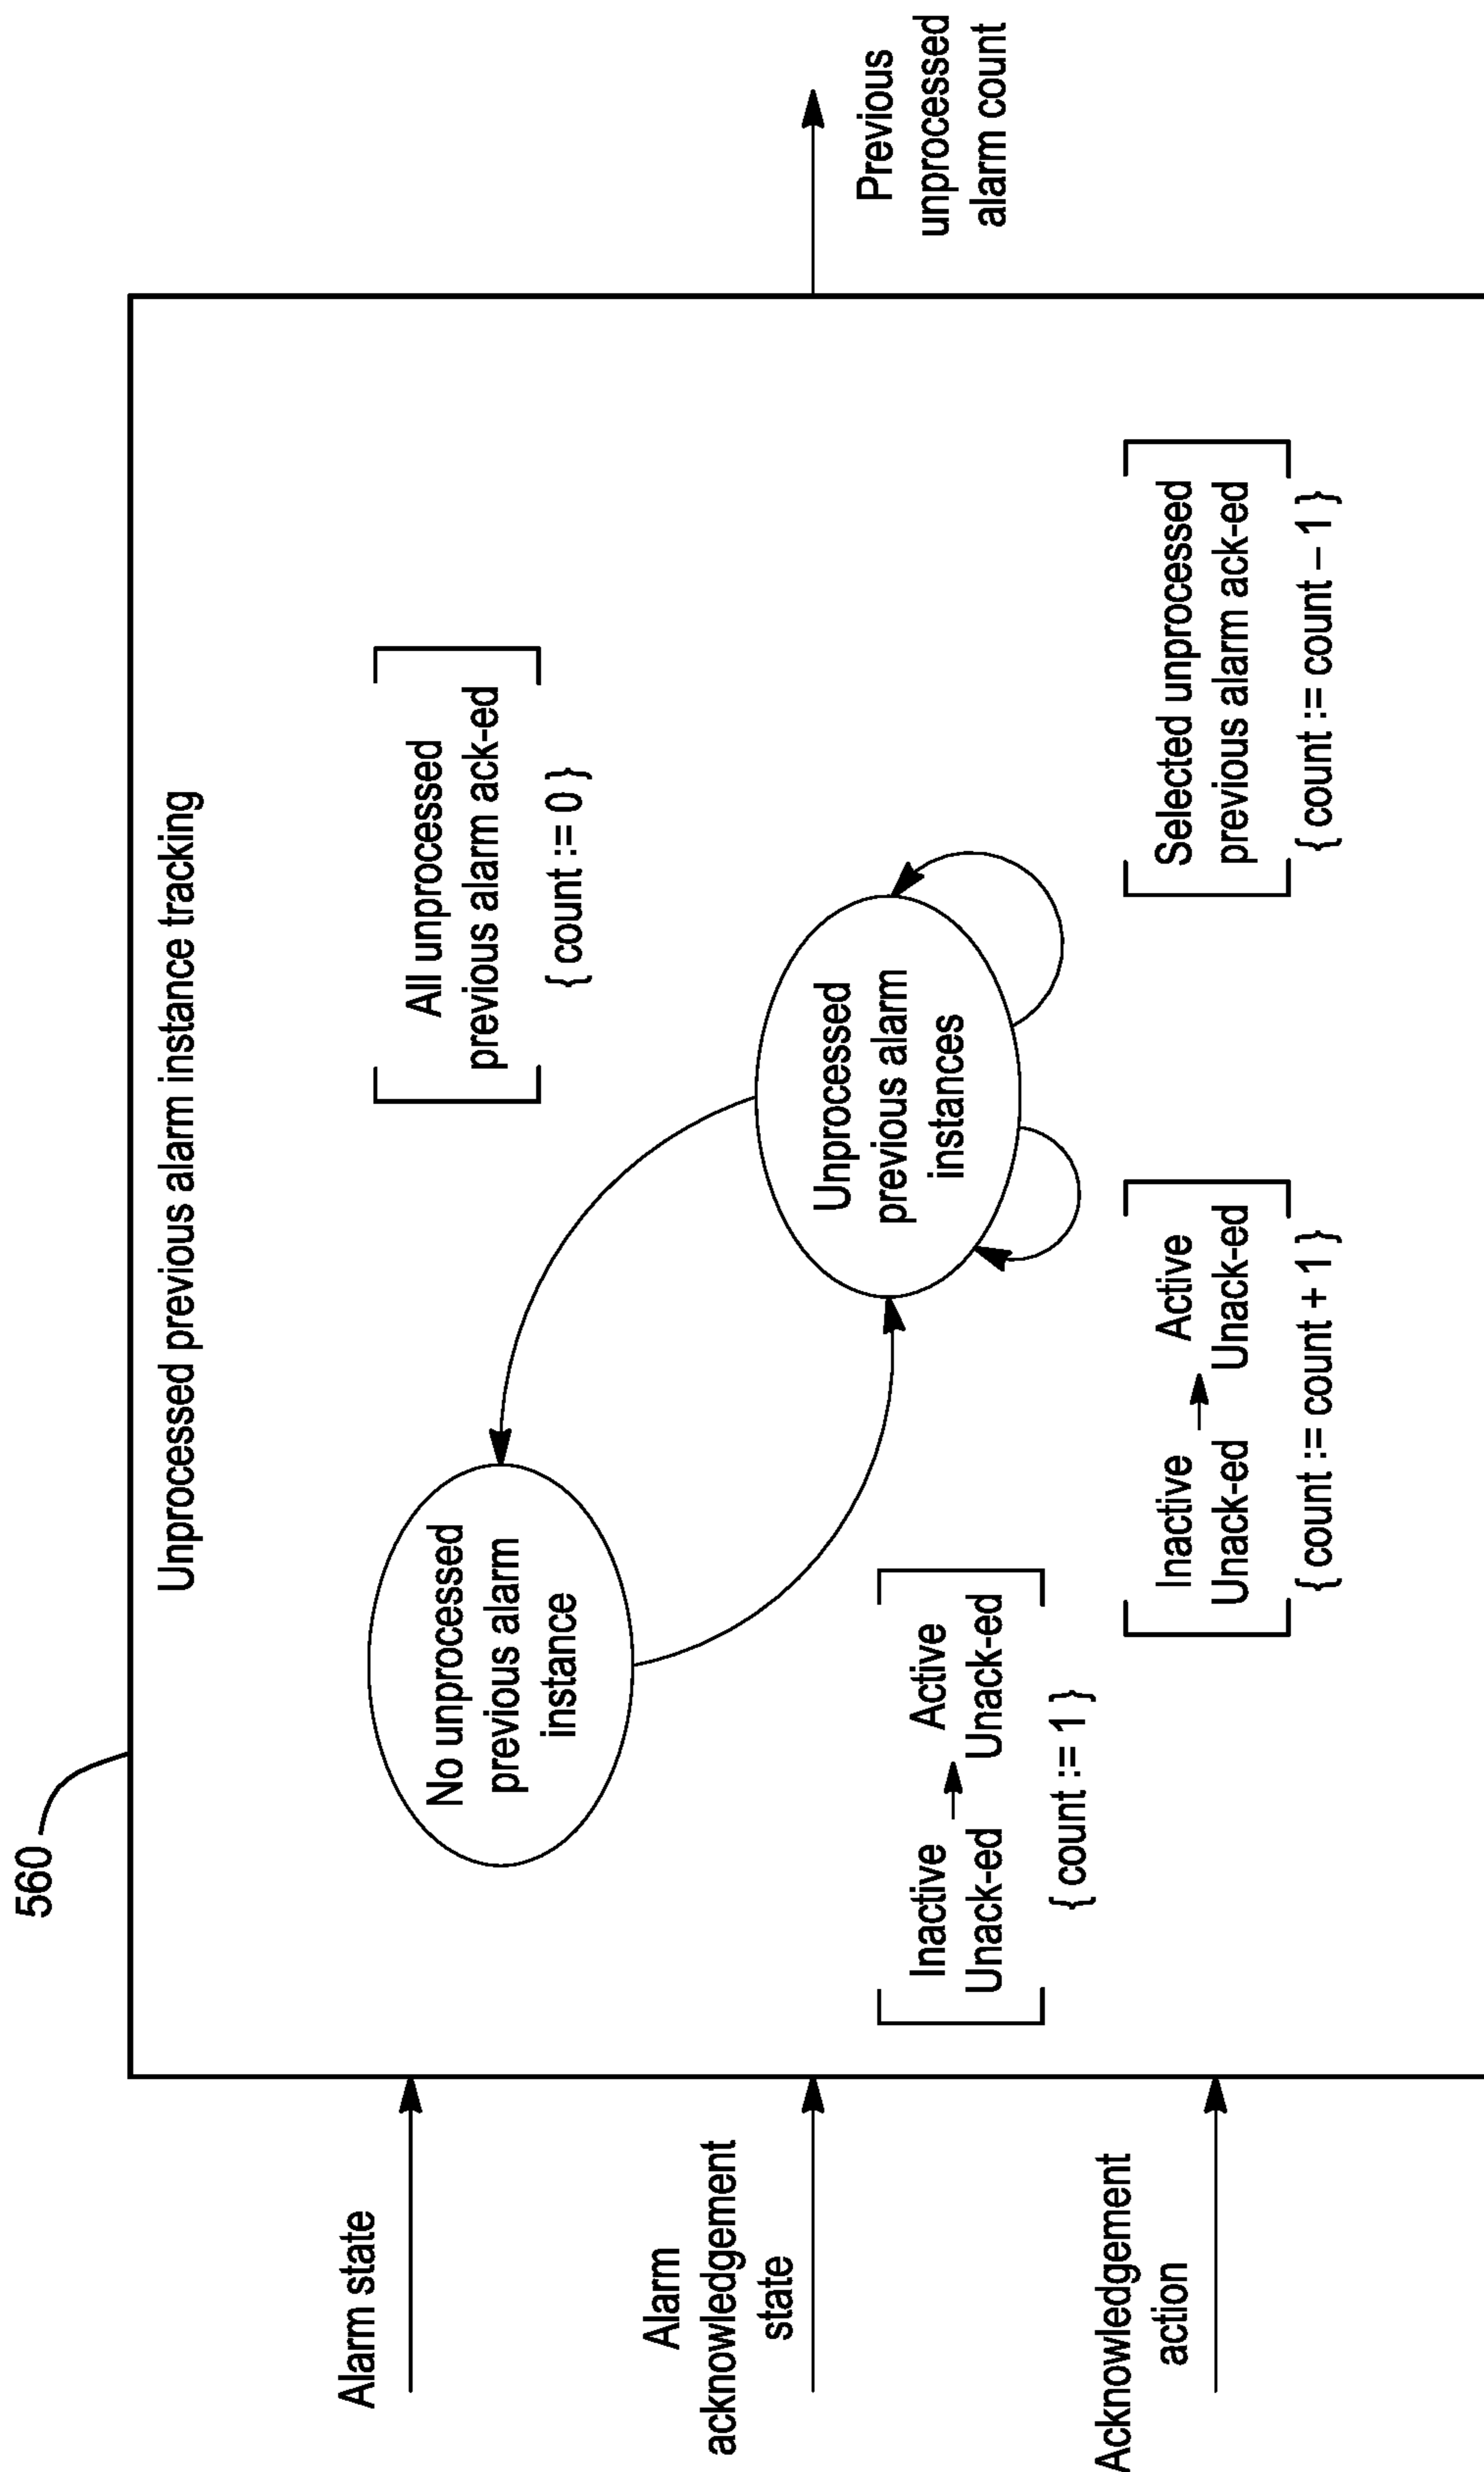 560
Unprocessed previous alarm instance tracking
Alarm state
Alarm
acknowledgement
state
Acknowledgement
action
No unprocessed
previous alarm
instance
All unprocessed
previous alarm ack-ed
{ count := 0 }
Unprocessed
previous alarm
instances
Inactive → Active
Unack-ed Unack-ed
{ count := 1 }
Inactive → Active
Unack-ed Unack-ed
{ count := count + 1 }
Selected unprocessed
previous alarm ack-ed
{ count := count – 1 }
Previous
unprocessed
alarm count